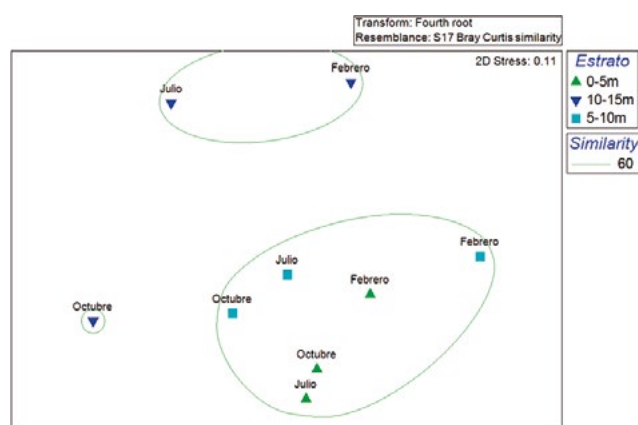 Transform: Fourth root
Resemblance: S17 Bray Curtis similarity
2D Stress: 0.11
Estrato
0-5m
10-15m
5-10m
Similarity
60
Febrero
Julio
Febrero
Julio
Febrero
Octubre
Octubre
Octubre
Julio